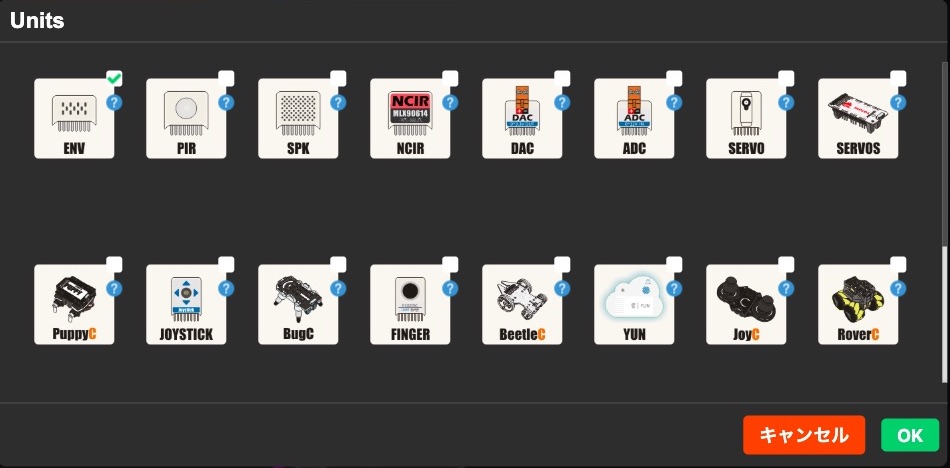 Units
ENV
PIR
SPK
NCIR
MLX90614
NCIR
DAC
DAC
ADC
ADC
SERVO
SERVOS
PuppyC
JOYSTICK
BugC
FINGER
BeetleC
YUN
YUN
JoyC
RoverC
キャンセル
OK